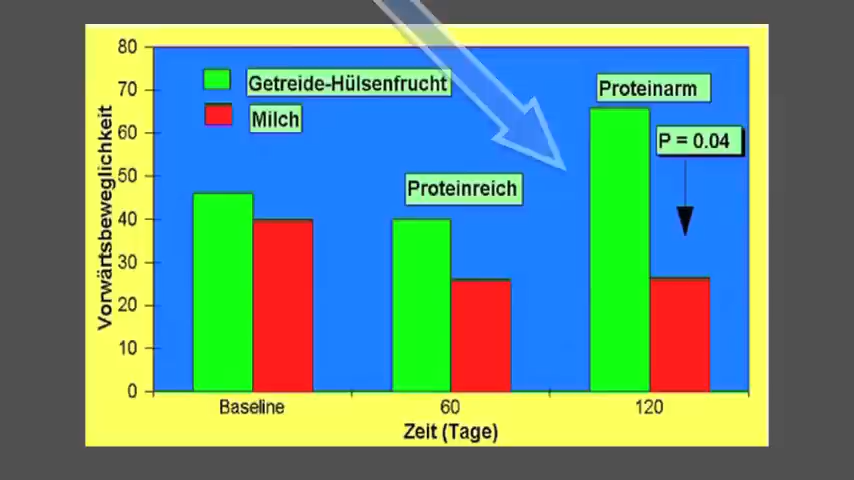 80
70
60
50
40
30
20
10
0
Vorwärtsbeweglichkeit
Getreide-Hülsenfrucht
Milch
Proteinreich
Proteinarm
P = 0.04
Baseline
60
120
Zeit (Tage)